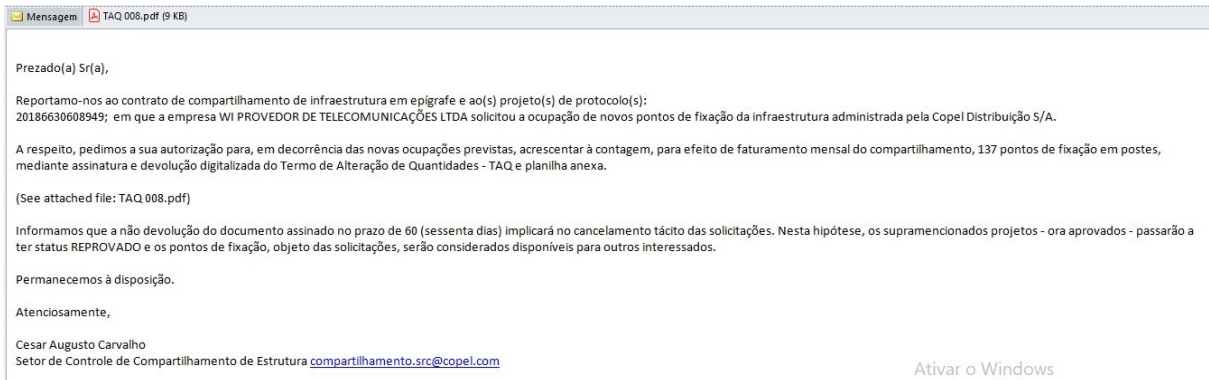 Mensagem TAQ 008.pdf (9 KB)
Prezado(a) Sr(a),
Reportamo-nos ao contrato de compartilhamento de infraestrutura em epígrafe e ao(s) projeto(s) de protocolo(s):
20186630608949; em que a empresa WI PROVEDOR DE TELECOMUNICAÇÕES LTDA solicitou a ocupação de novos pontos de fixação da infraestrutura administrada pela Copel Distribuição S/A.
A respeito, pedimos a sua autorização para, em decorrência das novas ocupações previstas, acrescentar à contagem, para efeito de faturamento mensal do compartilhamento, 137 pontos de fixação em postes,
mediante assinatura e devolução digitalizada do Termo de Alteração de Quantidades - TAQ e planilha anexa.
(See attached file: TAQ 008.pdf)
Informamos que a não devolução do documento assinado no prazo de 60 (sessenta dias) implicará no cancelamento tácito das solicitações. Nesta hipótese, os supramencionados projetos - ora aprovados - passarão a
ter status REPROVADO e os pontos de fixação, objeto das solicitações, serão considerados disponíveis para outros interessados.
Permanecemos à disposição.
Atenciosamente,
Cesar Augusto Carvalho
Setor de Controle de Compartilhamento de Estrutura compartilhamento.src@copel.com
Ativar o Windows